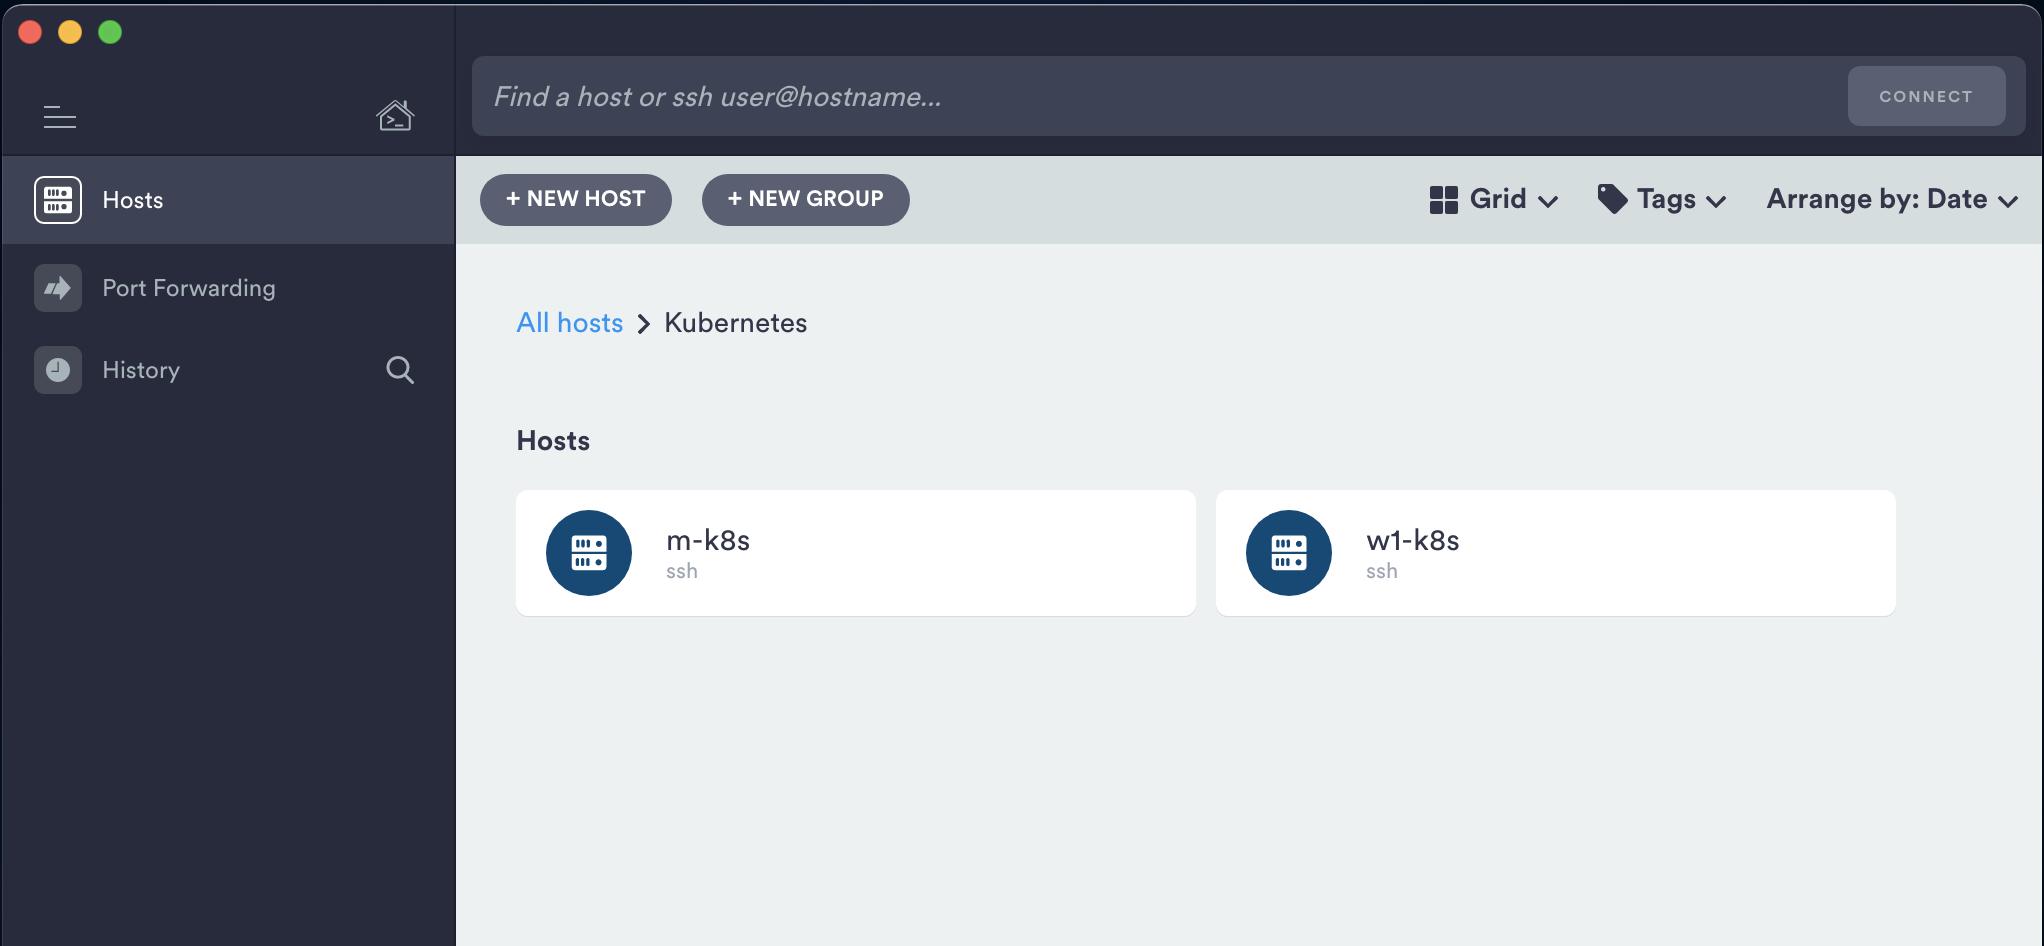 Find a host or ssh user@hostname...
CONNECT
Hosts
Port Forwarding
History
+ NEW HOST
+ NEW GROUP
Grid
Tags
Arrange by: Date
All hosts > Kubernetes
Hosts
m-k8s
ssh
w1-k8s
ssh